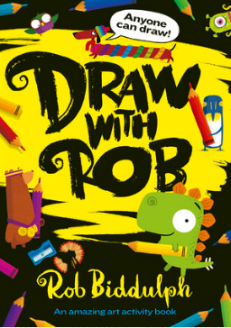 Anyone
can draw!
DRAW
WITH
ROB
Rob Biddulph
An amazing art activity book